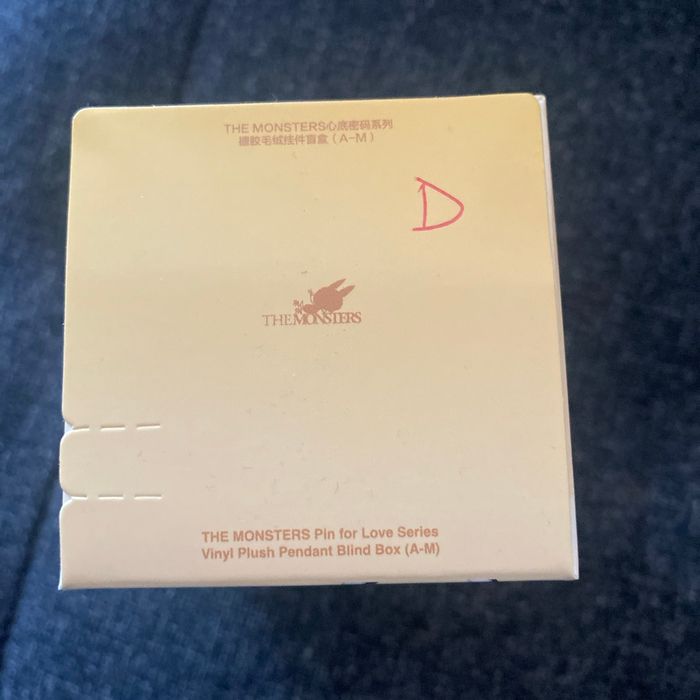 THE MONSTERS心底密码系列
搪胶毛绒挂件盲盒（A-M）
D
THE MONSTERS
THE MONSTERS Pin for Love Series
Vinyl Plush Pendant Blind Box (A-M)